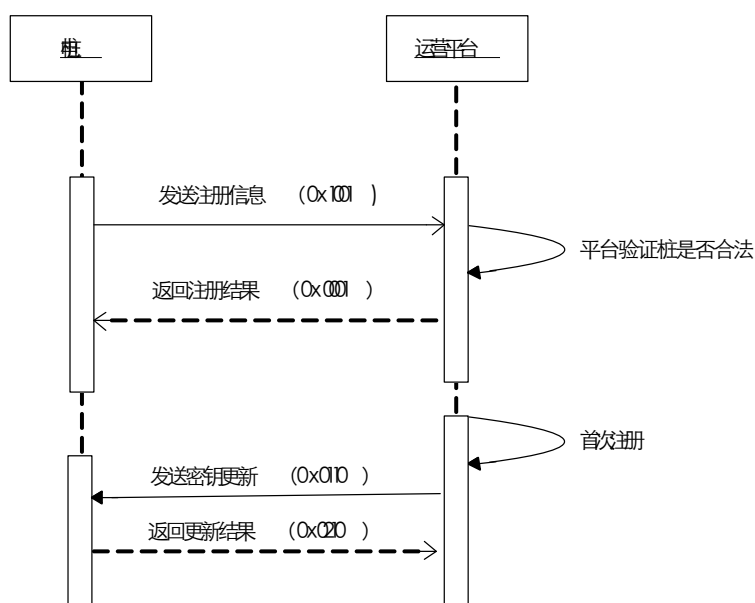 桩
运营平台
发送注册信息 （0x1001 ）
平台验证桩是否合法
返回注册结果 （0x0001 ）
首次注册
发送密钥更新 （0x0110 ）
返回更新结果 （0x0210 ）